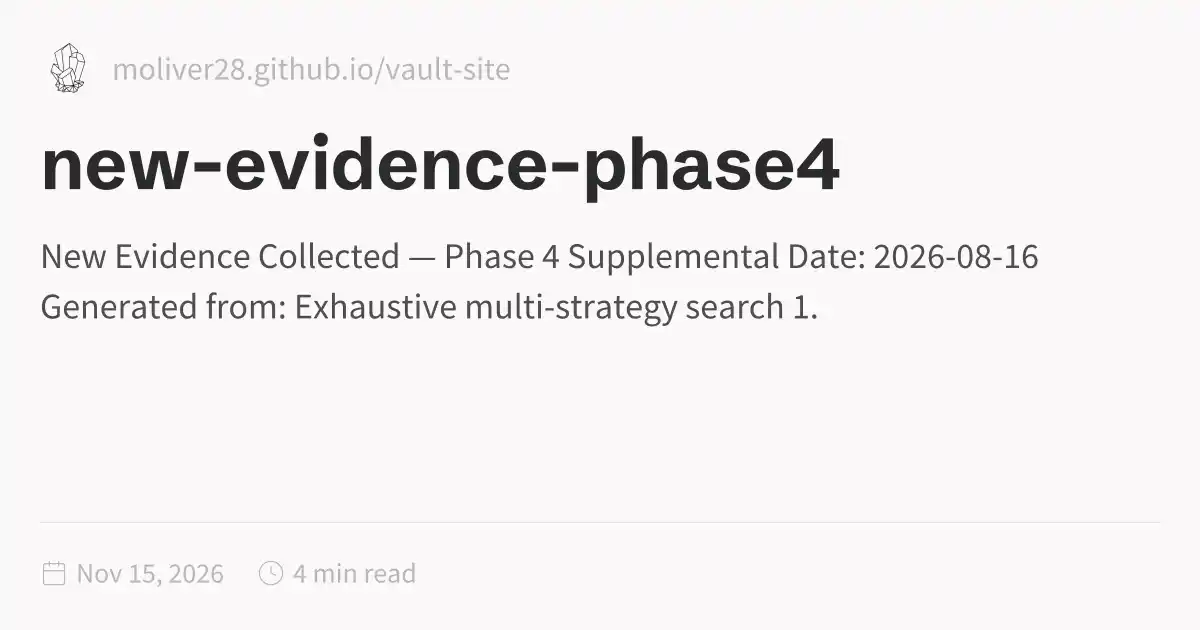 moliver28.github.io/vault-site
new-evidence-phase4
New Evidence Collected — Phase 4 Supplemental Date: 2026-08-16
Generated from: Exhaustive multi-strategy search 1.
Nov 15, 2026 4 min read